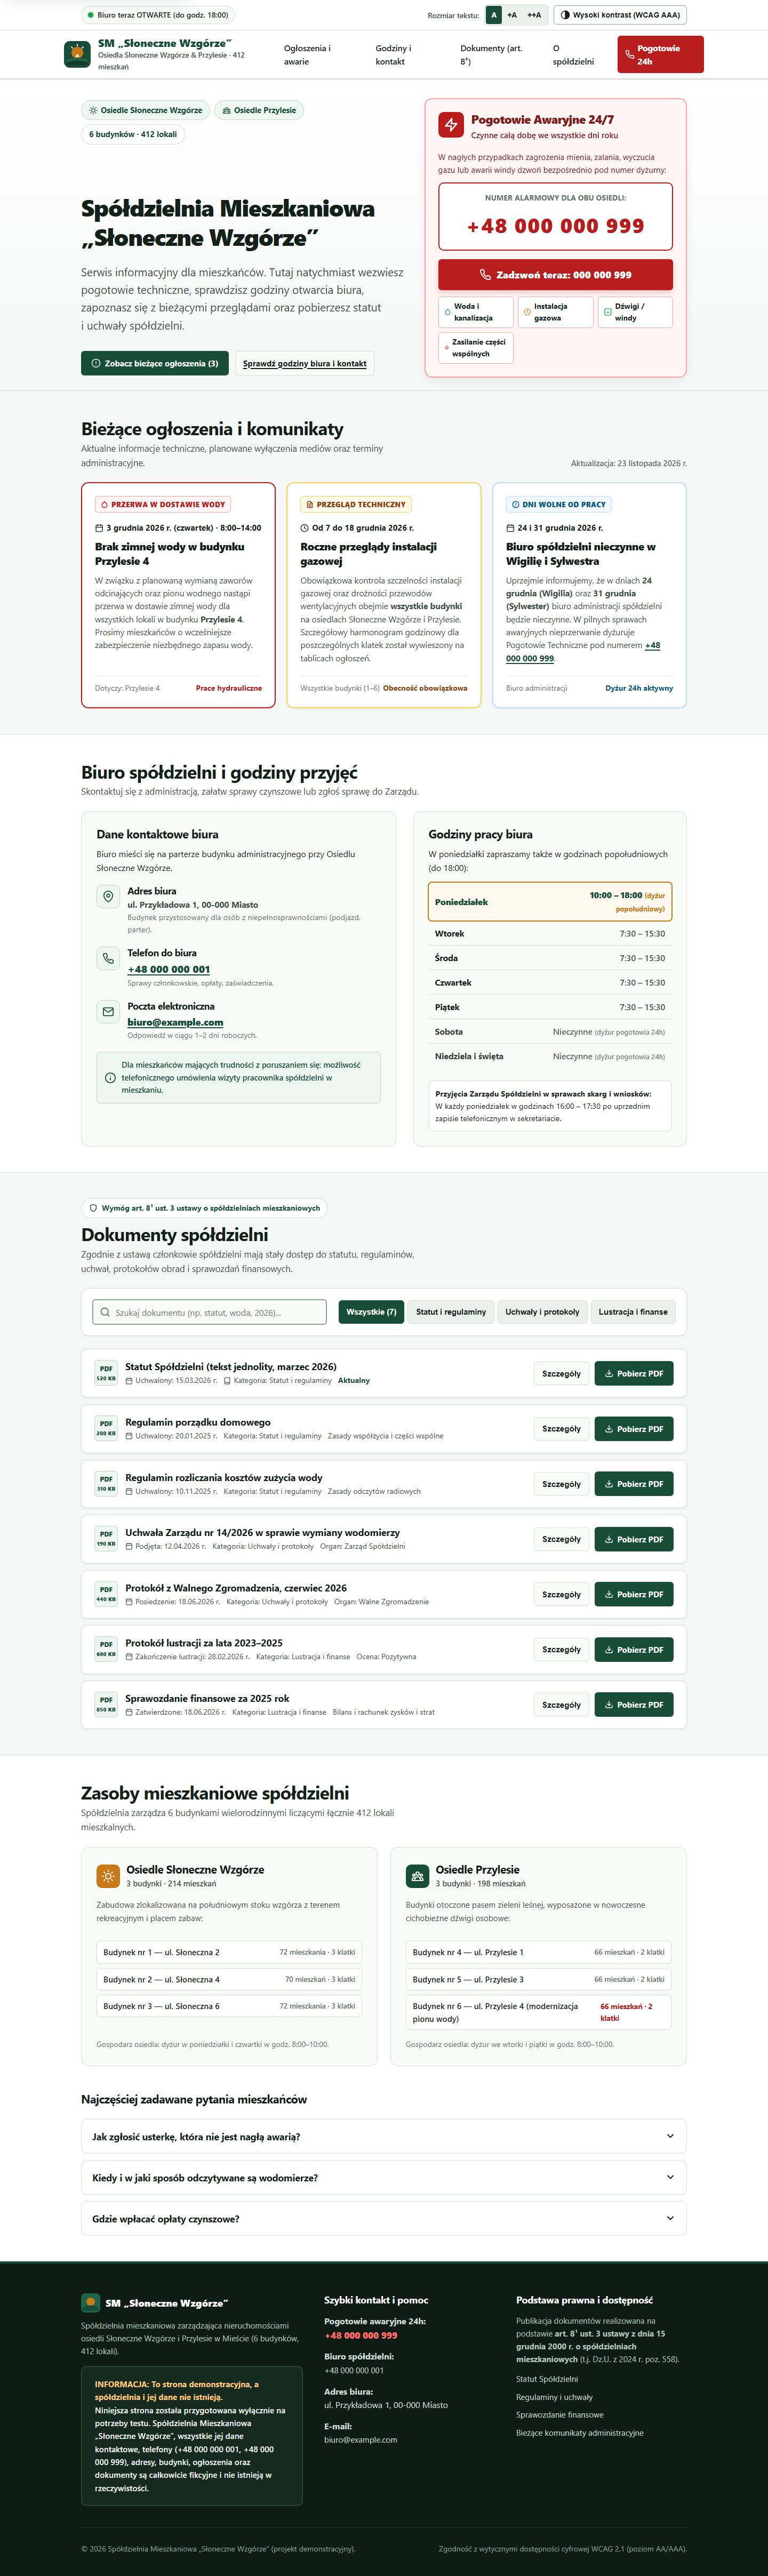 Biuro teraz OTWARTE (do godz. 18:00)
Rozmiar tekstu:
A
+A
++A
Wysoki kontrast (WCAG AAA)
SM „Słoneczne Wzgórze”
Osiedla Słoneczne Wzgórze & Przylesie · 412
mieszkań
Ogłoszenia i
awarie
Godziny i
kontakt
Dokumenty (art.
8¹)
O
spółdzielni
Pogotowie
24h
Osiedle Słoneczne Wzgórze
Osiedle Przylesie
6 budynków · 412 lokali
Spółdzielnia Mieszkaniowa
„Słoneczne Wzgórze”
Serwis informacyjny dla mieszkańców. Tutaj natychmiast wezwiesz
pogotowie techniczne, sprawdzisz godziny otwarcia biura,
zapoznasz się z bieżącymi przeglądami oraz pobierzesz statut
i uchwały spółdzielni.
Zobacz bieżące ogłoszenia (3)
Sprawdź godziny biura i kontakt
Pogotowie Awaryjne 24/7
Czynne całą dobę we wszystkie dni roku
W nagłych przypadkach zagrożenia mienia, zalania, wyczucia
gazu lub awarii windy dzwoń bezpośrednio pod numer dyżurny:
NUMER ALARMOWY DLA OBU OSIEDLI:
+48 000 000 999
Zadzwoń teraz: 000 000 999
Woda i
kanalizacja
Instalacja
gazowa
Dźwigi /
windy
Zasilanie części
wspólnych
Bieżące ogłoszenia i komunikaty
Aktualne informacje techniczne, planowane wyłączenia mediów oraz terminy
administracyjne.
Aktualizacja: 23 listopada 2026 r.
PRZERWA W DOSTAWIE WODY
3 grudnia 2026 r. (czwartek) · 8:00–14:00
Brak zimnej wody w budynku
Przylesie 4
W związku z planowaną wymianą zaworów
odcinających oraz pionu wodnego nastąpi
przerwa w dostawie zimnej wody dla
wszystkich lokali w budynku Przylesie 4.
Prosimy mieszkańców o wcześniejsze
zabezpieczenie niezbędnego zapasu wody.
Dotyczy: Przylesie 4
Prace hydrauliczne
PRZEGLĄD TECHNICZNY
Od 7 do 18 grudnia 2026 r.
Roczne przeglądy instalacji
gazowej
Obowiązkowa kontrola szczelności instalacji
gazowej oraz drożności przewodów
wentylacyjnych obejmie wszystkie budynki
na osiedlach Słoneczne Wzgórze i Przylesie.
Szczegółowy harmonogram godzinowy dla
poszczególnych klatek został wywieszony na
tablicach ogłoszeń.
Wszystkie budynki (1–6)
Obecność obowiązkowa
DNI WOLNE OD PRACY
24 i 31 grudnia 2026 r.
Biuro spółdzielni nieczynne w
Wigilię i Sylwestra
Uprzejmie informujemy, że w dniach 24
grudnia (Wigilia) oraz 31 grudnia
(Sylwester) biuro administracji spółdzielni
będzie nieczynne. W pilnych sprawach
awaryjnych nieprzerwanie dyżuruje
Pogotowie Techniczne pod numerem +48
000 000 999.
Biuro administracji
Dyżur 24h aktywny
Biuro spółdzielni i godziny przyjęć
Skontaktuj się z administracją, załatw sprawy czynszowe lub zgłoś sprawę do Zarządu.
Dane kontaktowe biura
Biuro mieści się na parterze budynku administracyjnego przy Osiedlu
Słoneczne Wzgórze.
Adres biura
ul. Przykładowa 1, 00-000 Miasto
Budynek przystosowany dla osób z niepełnosprawnościami (podjazd,
parter).
Telefon do biura
+48 000 000 001
Sprawy członkowskie, opłaty, zaświadczenia.
Poczta elektroniczna
biuro@example.com
Odpowiedź w ciągu 1–2 dni roboczych.
Dla mieszkańców mających trudności z poruszaniem się: możliwość
telefonicznego umówienia wizyty pracownika spółdzielni w
mieszkaniu.
Godziny pracy biura
W poniedziałki zapraszamy także w godzinach popołudniowych
(do 18:00):
Poniedziałek
10:00 – 18:00 (dyżur
popołudniowy)
Wtorek
7:30 – 15:30
Środa
7:30 – 15:30
Czwartek
7:30 – 15:30
Piątek
7:30 – 15:30
Sobota
Nieczynne (dyżur pogotowia 24h)
Niedziela i święta
Nieczynne (dyżur pogotowia 24h)
Przyjęcia Zarządu Spółdzielni w sprawach skarg i wniosków:
W każdy poniedziałek w godzinach 16:00 – 17:30 po uprzednim
zapisie telefonicznym w sekretariacie.
Wymóg art. 8¹ ust. 3 ustawy o spółdzielniach mieszkaniowych
Dokumenty spółdzielni
Zgodnie z ustawą członkowie spółdzielni mają stały dostęp do statutu, regulaminów,
uchwał, protokołów obrad i sprawozdań finansowych.
Szukaj dokumentu (np. statut, woda, 2026)...
Wszystkie (7)
Statut i regulaminy
Uchwały i protokoły
Lustracja i finanse
PDF
520 KB
Statut Spółdzielni (tekst jednolity, marzec 2026)
Uchwalony: 15.03.2026 r. Kategoria: Statut i regulaminy Aktualny
Szczegóły
Pobierz PDF
PDF
280 KB
Regulamin porządku domowego
Uchwalony: 20.01.2025 r. Kategoria: Statut i regulaminy Zasady współżycia i części wspólne
Szczegóły
Pobierz PDF
PDF
310 KB
Regulamin rozliczania kosztów zużycia wody
Uchwalony: 10.11.2025 r. Kategoria: Statut i regulaminy Zasady odczytów radiowych
Szczegóły
Pobierz PDF
PDF
190 KB
Uchwała Zarządu nr 14/2026 w sprawie wymiany wodomierzy
Podjęta: 12.04.2026 r. Kategoria: Uchwały i protokoły Organ: Zarząd Spółdzielni
Szczegóły
Pobierz PDF
PDF
440 KB
Protokół z Walnego Zgromadzenia, czerwiec 2026
Posiedzenie: 18.06.2026 r. Kategoria: Uchwały i protokoły Organ: Walne Zgromadzenie
Szczegóły
Pobierz PDF
PDF
680 KB
Protokół lustracji za lata 2023–2025
Zakończenie lustracji: 28.02.2026 r. Kategoria: Lustracja i finanse Ocena: Pozytywna
Szczegóły
Pobierz PDF
PDF
850 KB
Sprawozdanie finansowe za 2025 rok
Zatwierdzone: 18.06.2026 r. Kategoria: Lustracja i finanse Bilans i rachunek zysków i strat
Szczegóły
Pobierz PDF
Zasoby mieszkaniowe spółdzielni
Spółdzielnia zarządza 6 budynkami wielorodzinnymi liczącymi łącznie 412 lokali
mieszkalnych.
Osiedle Słoneczne Wzgórze
3 budynki · 214 mieszkań
Zabudowa zlokalizowana na południowym stoku wzgórza z terenem
rekreacyjnym i placem zabaw:
Budynek nr 1 — ul. Słoneczna 2
72 mieszkania · 3 klatki
Budynek nr 2 — ul. Słoneczna 4
70 mieszkań · 3 klatki
Budynek nr 3 — ul. Słoneczna 6
72 mieszkania · 3 klatki
Gospodarz osiedla: dyżur w poniedziałki i czwartki w godz. 8:00–10:00.
Osiedle Przylesie
3 budynki · 198 mieszkań
Budynki otoczone pasem zieleni leśnej, wyposażone w nowoczesne
cichobieżne dźwigi osobowe:
Budynek nr 4 — ul. Przylesie 1
66 mieszkań · 2 klatki
Budynek nr 5 — ul. Przylesie 3
66 mieszkań · 2 klatki
Budynek nr 6 — ul. Przylesie 4 (modernizacja
pionu wody)
66 mieszkań · 2
klatki
Gospodarz osiedla: dyżur we wtorki i piątki w godz. 8:00–10:00.
Najczęściej zadawane pytania mieszkańców
Jak zgłosić usterkę, która nie jest nagłą awarią?
Kiedy i w jaki sposób odczytywane są wodomierze?
Gdzie wpłacać opłaty czynszowe?
SM „Słoneczne Wzgórze”
Spółdzielnia mieszkaniowa zarządzająca nieruchomościami
osiedli Słoneczne Wzgórze i Przylesie w Mieście (6 budynków,
412 lokali).
INFORMACJA: To strona demonstracyjna, a
spółdzielnia i jej dane nie istnieją.
Niniejsza strona została przygotowana wyłącznie na
potrzeby testu. Spółdzielnia Mieszkaniowa
„Słoneczne Wzgórze”, wszystkie jej dane
kontaktowe, telefony (+48 000 000 001, +48 000
000 999), adresy, budynki, ogłoszenia oraz
dokumenty są całkowicie fikcyjne i nie istnieją w
rzeczywistości.
Szybki kontakt i pomoc
Pogotowie awaryjne 24h:
+48 000 000 999
Biuro spółdzielni:
+48 000 000 001
Adres biura:
ul. Przykładowa 1, 00-000 Miasto
E-mail:
biuro@example.com
Podstawa prawna i dostępność
Publikacja dokumentów realizowana na
podstawie art. 8¹ ust. 3 ustawy z dnia 15
grudnia 2000 r. o spółdzielniach
mieszkaniowych (t.j. Dz.U. z 2024 r. poz. 558).
Statut Spółdzielni
Regulaminy i uchwały
Sprawozdanie finansowe
Bieżące komunikaty administracyjne
© 2026 Spółdzielnia Mieszkaniowa „Słoneczne Wzgórze” (projekt demonstracyjny).
Zgodność z wytycznymi dostępności cyfrowej WCAG 2.1 (poziom AA/AAA).